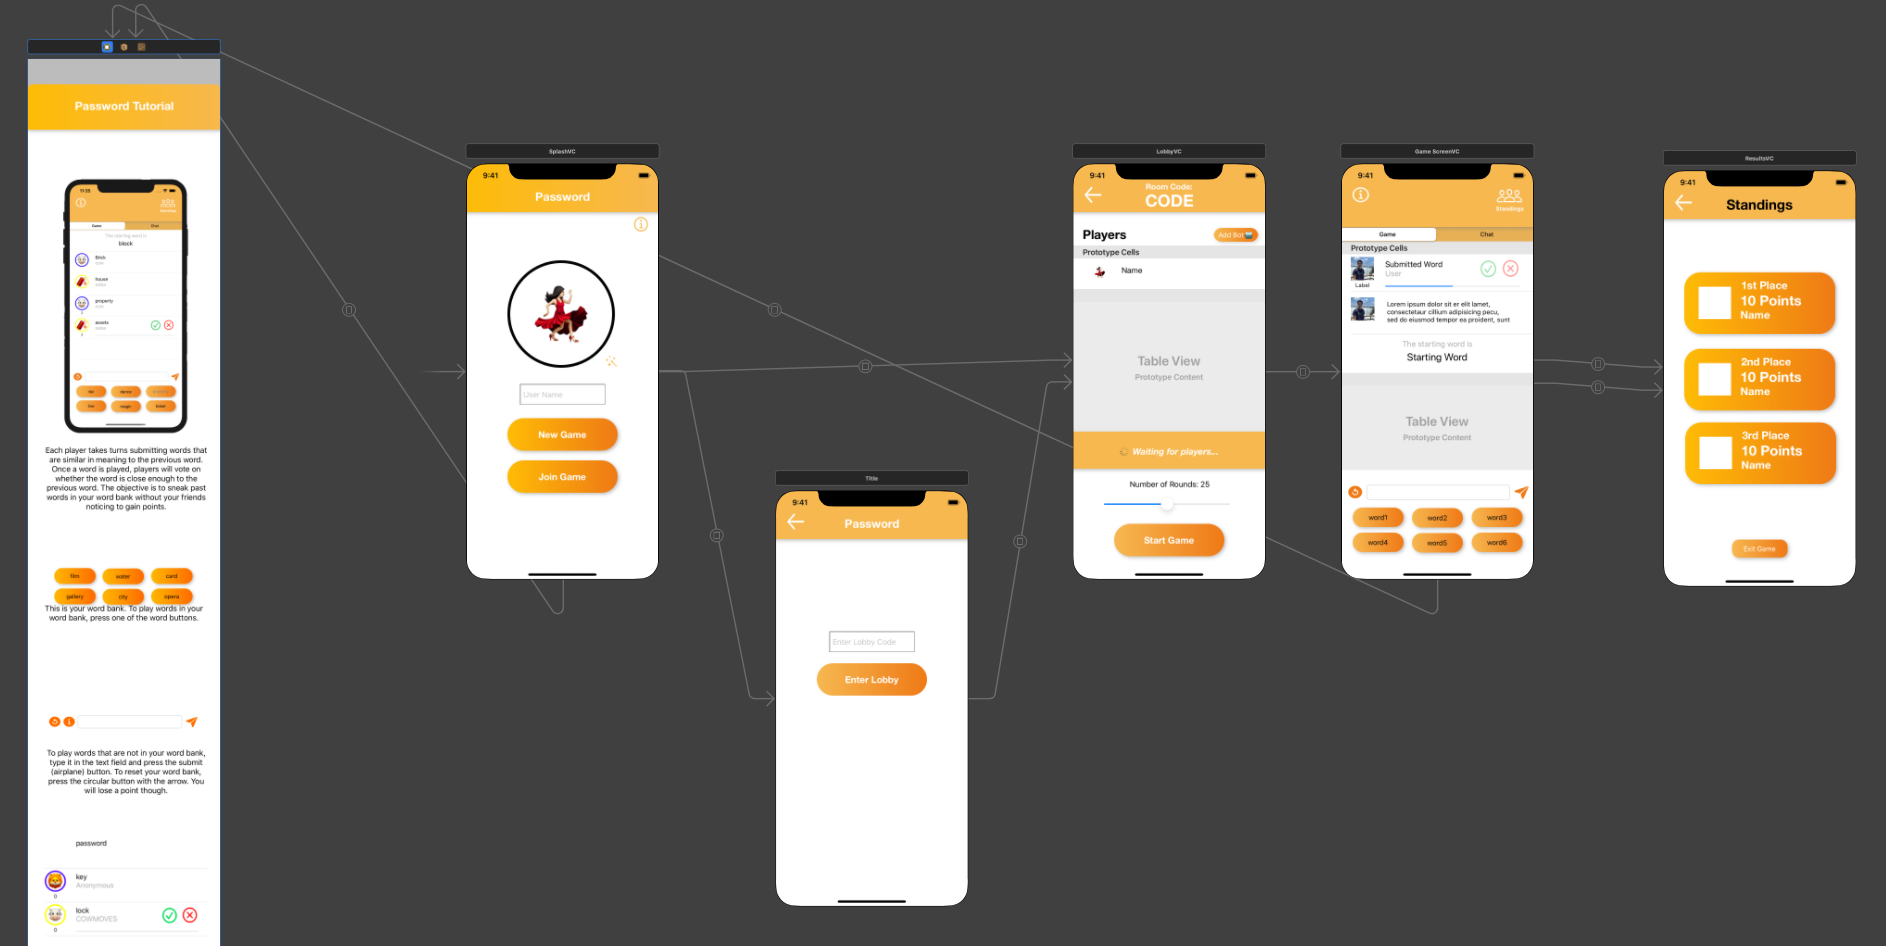 Password Tutorial
11:23
Standings
Game
Chat
The starting word is
block
Brick
house
property
assets
magic
Each player takes turns submitting words that
are similar in meaning to the previous word.
Once a word is played, players will vote on
whether the word is close enough to the
previous word. The objective is to sneak past
words in your word bank without your friends
noticing to gain points.
film
water
card
gallery
city
opera
This is your word bank. To play words in your
word bank, press one of the word buttons.
To play words that are not in your word bank,
type it in the text field and press the submit
(airplane) button. To reset your word bank,
press the circular button with the arrow. You
will lose a point though.
password
key
Anonymous
0
lock
COWMOVES
0
SplashVC
9:41
Password
User Name
New Game
Join Game
Title
9:41
Password
Enter Lobby Code
Enter Lobby
LobbyVC
9:41
Room Code:
CODE
Players
Add Bot
Prototype Cells
Name
Table View
Prototype Content
Waiting for players...
Number of Rounds: 25
Start Game
Game ScreenVC
9:41
Standings
Game
Chat
Prototype Cells
Submitted Word
User
Label
Lorem ipsum dolor sit er elit lamet,
consectetaur cillium adipisicing pecu,
sed do eiusmod tempor ea proident, sunt
The starting word is
Starting Word
Table View
Prototype Content
word1
word2
word3
word4
word5
word6
ResultsVC
9:41
Standings
1st Place
10 Points
Name
2nd Place
10 Points
Name
3rd Place
10 Points
Name
Exit Game